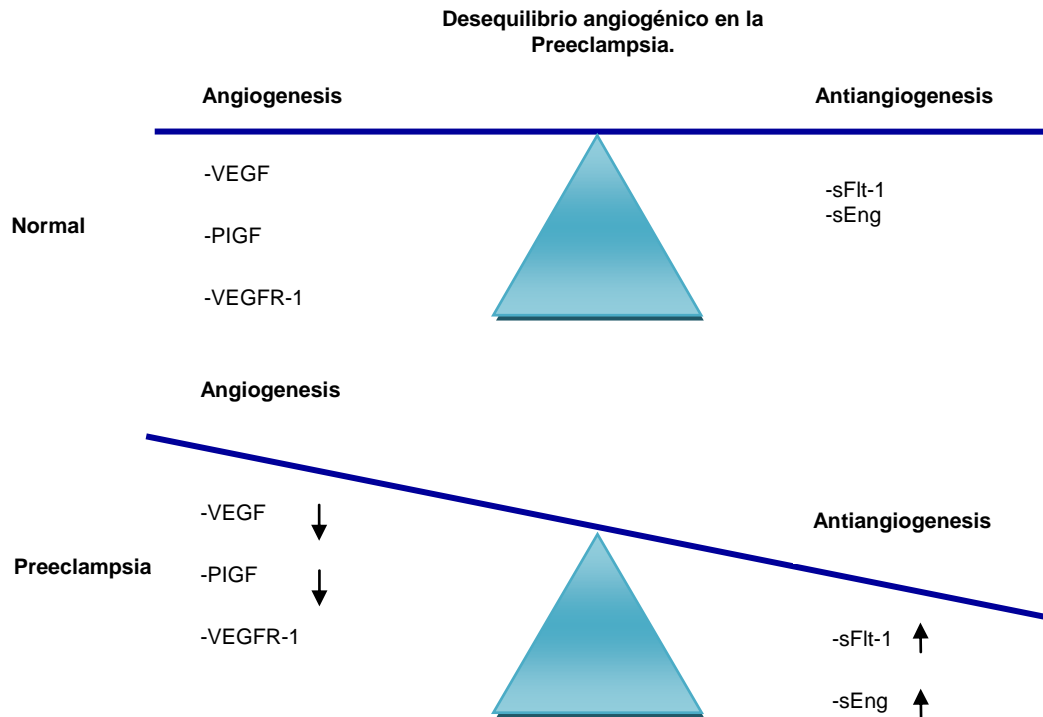 Desequilibrio angiogénico en la
Preeclampsia.
Angiogenesis
Antiangiogenesis
-VEGF
-sFlt-1
-sEng
Normal
-PIGF
-VEGFR-1
Angiogenesis
-VEGF
Antiangiogenesis
Preeclampsia
-PIGF
-VEGFR-1
-sFlt-1
-sEng